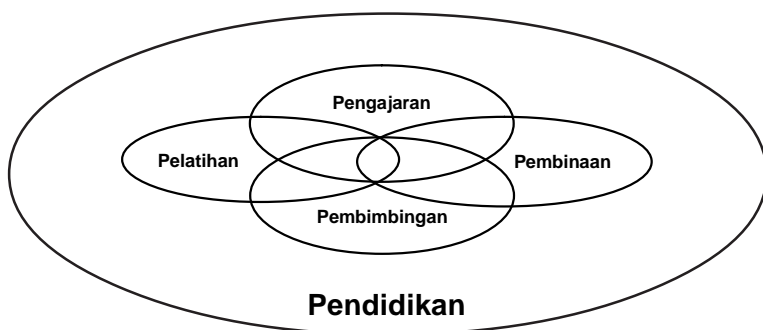 Pengajaran
Pelatihan
Pembinaan
Pembimbingan
Pendidikan